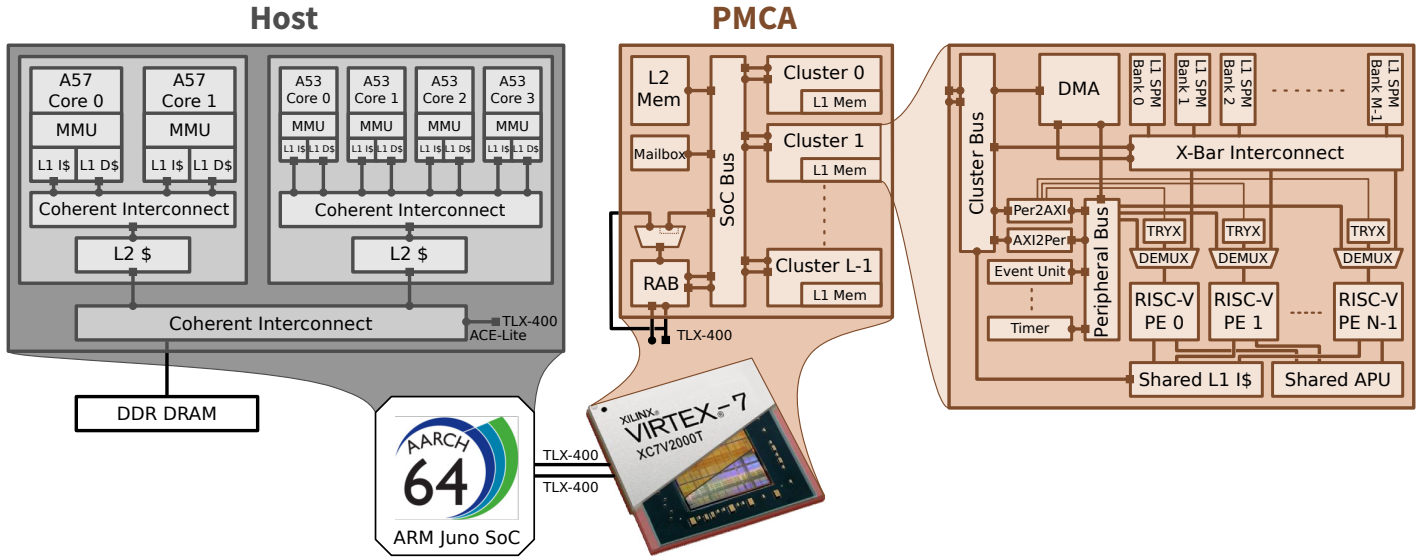 Host
PMCA
A57
Core 0
MMU
L1 I$
L1 D$
A57
Core 1
MMU
L1 I$
L1 D$
Coherent Interconnect
L2 $
A53
Core 0
MMU
L1 I$
L1 D$
A53
Core 1
MMU
L1 I$
L1 D$
A53
Core 2
MMU
L1 I$
L1 D$
A53
Core 3
MMU
L1 I$
L1 D$
Coherent Interconnect
L2 $
Coherent Interconnect
TLX-400
ACE-Lite
DDR DRAM
AARCH
64
ARM Juno SoC
TLX-400
TLX-400
XILINX®
VIRTEX®-7
XC7V2000T
L2
Mem
Mailbox
RAB
SoC Bus
TLX-400
Cluster 0
L1 Mem
Cluster 1
L1 Mem
Cluster L-1
L1 Mem
Cluster Bus
DMA
L1 SPM
Bank 0
L1 SPM
Bank 1
L1 SPM
Bank 2
L1 SPM
Bank M-1
X-Bar Interconnect
Per2AXI
AXI2Per
Event Unit
Timer
Peripheral Bus
TRYX
DEMUX
TRYX
DEMUX
TRYX
DEMUX
RISC-V
PE 0
RISC-V
PE 1
RISC-V
PE N-1
Shared L1 I$
Shared APU